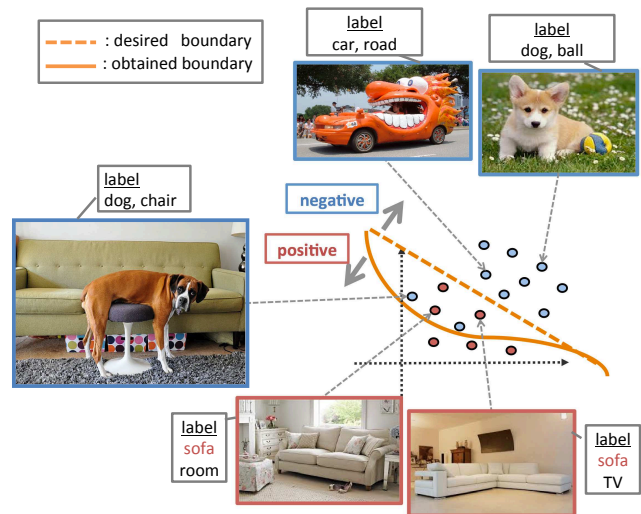 label
car, road
label
dog, ball
: desired boundary
: obtained boundary
label
dog, chair
negative
positive
label
sofa
room
label
sofa
TV